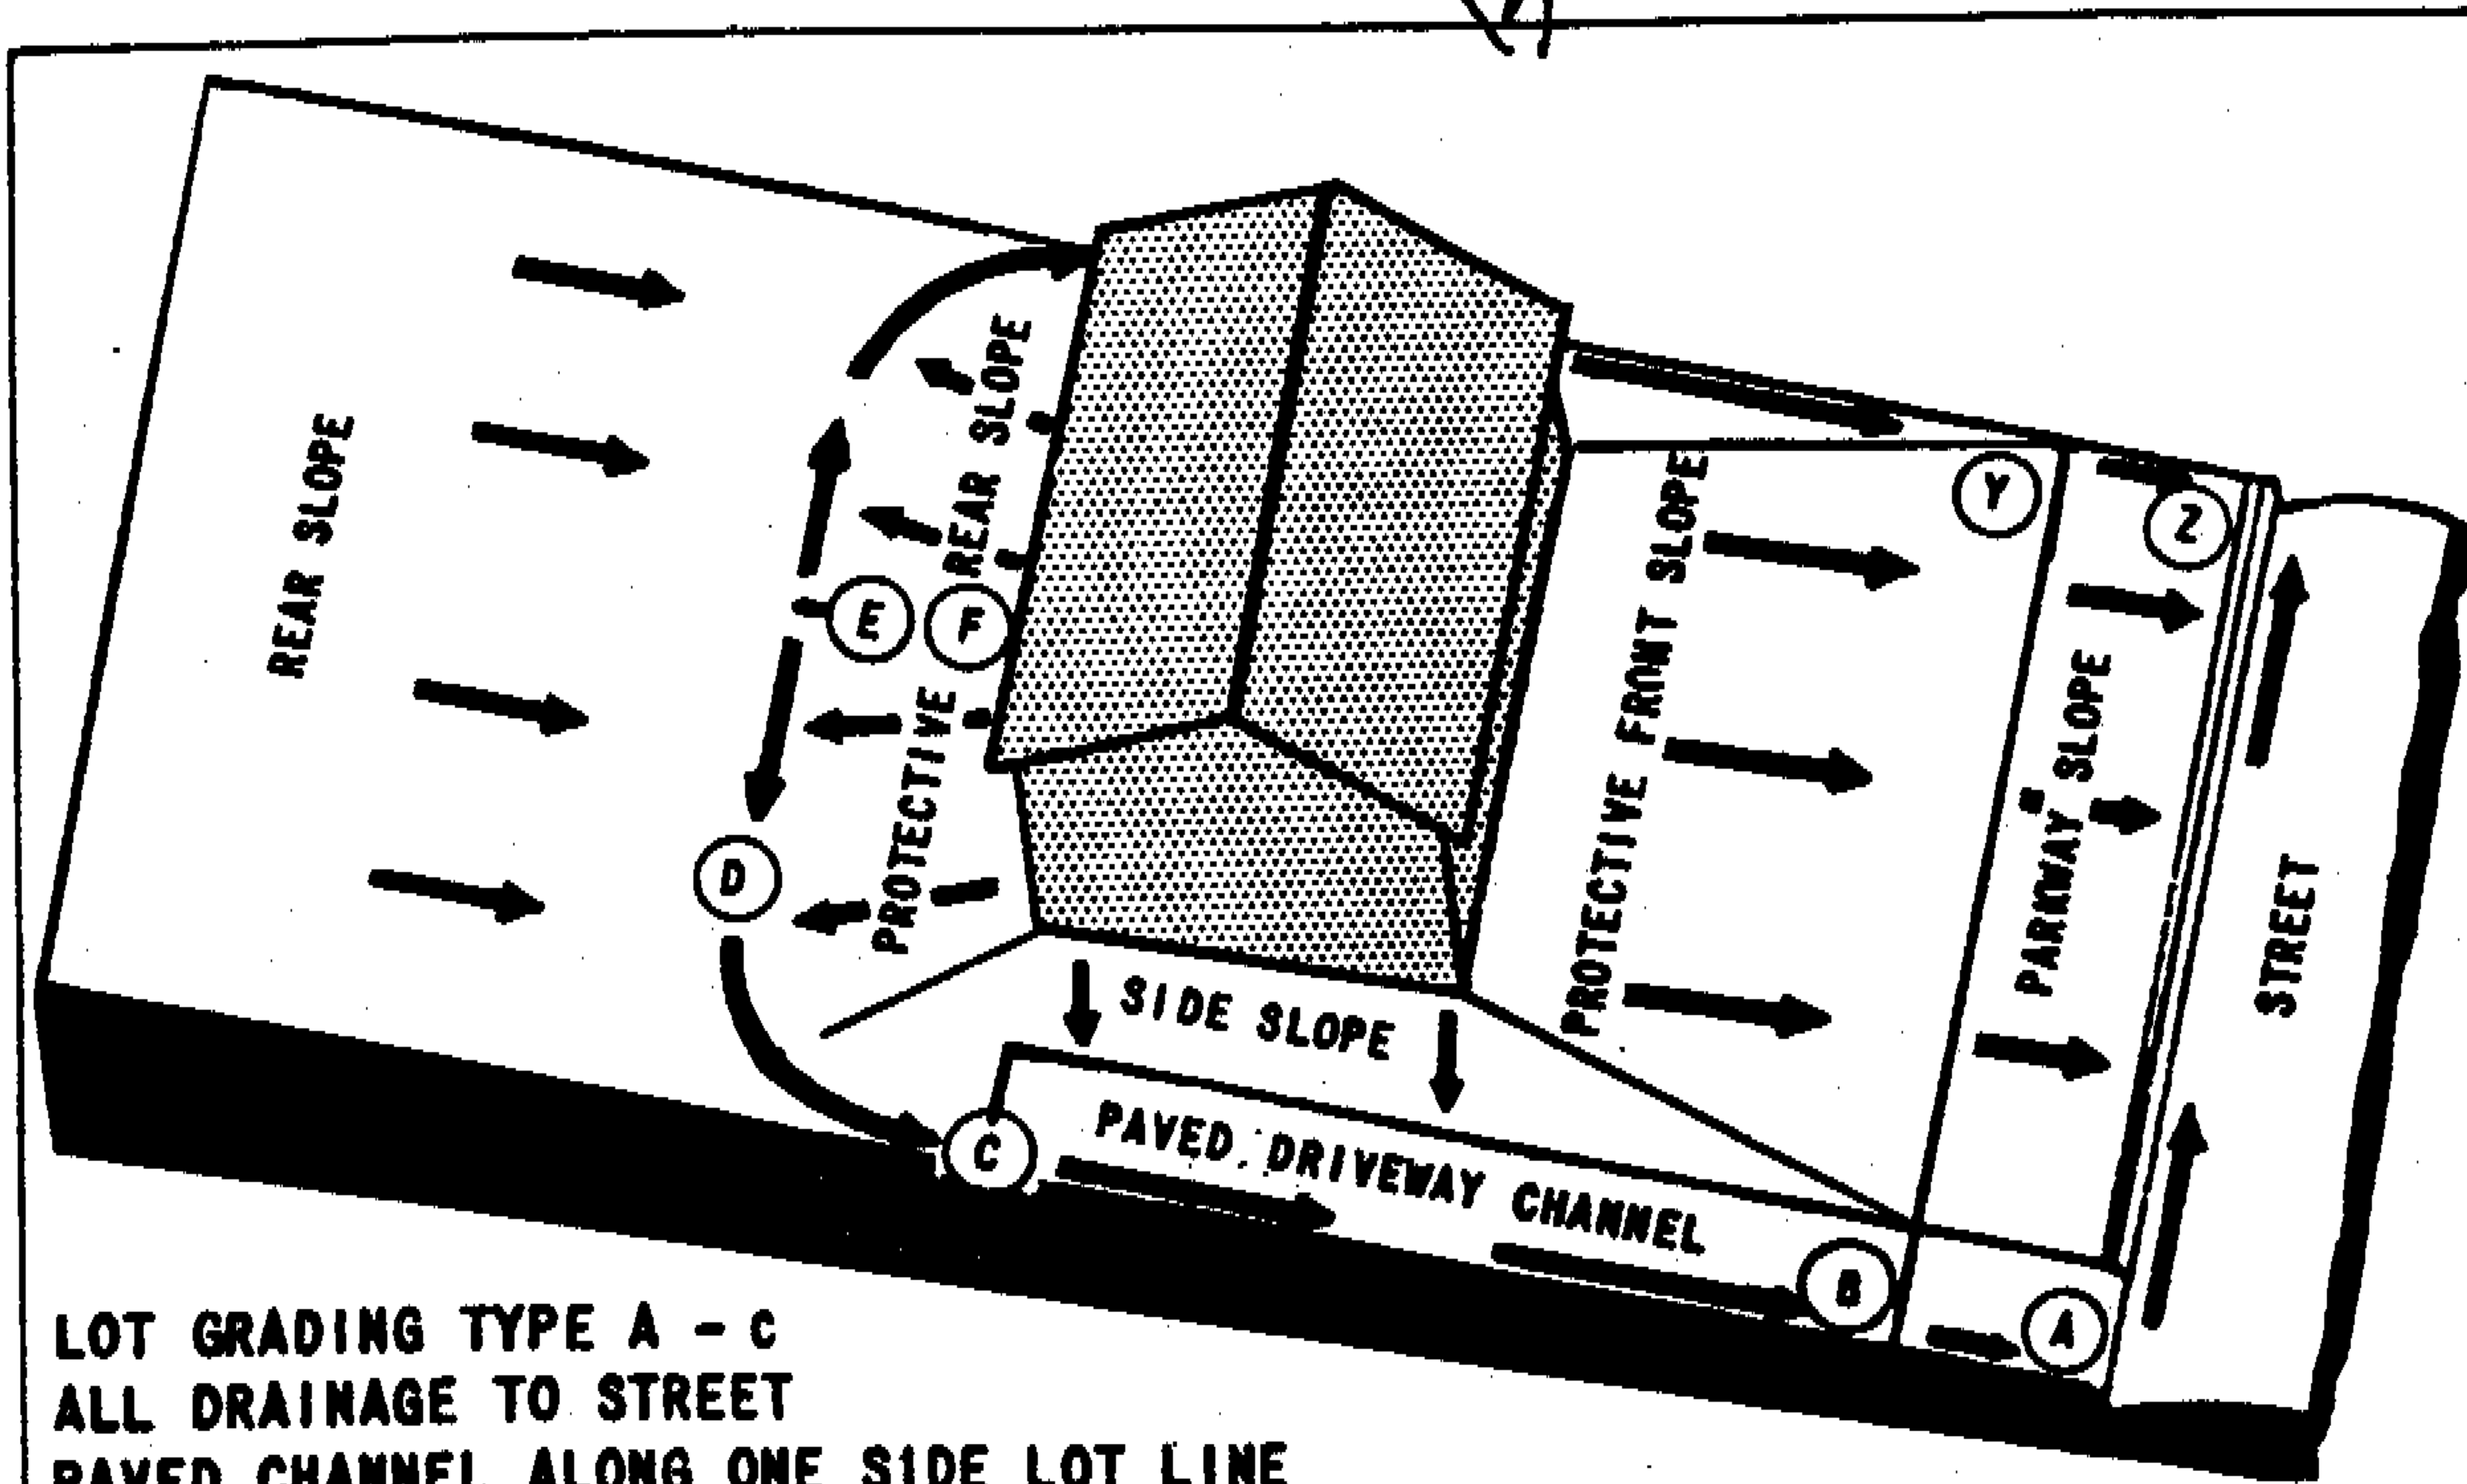 REAR SLOPE
PROTECTIVE REAR SLOPE
E
F
D
C
SIDE SLOPE
PAVED DRIVEWAY CHANNEL
B
A
PROTECTIVE FRONT SLOPE
Y
Z
PARKWAY SLOPE
STREET
LOT GRADING TYPE A - C
ALL DRAINAGE TO STREET
PAVED CHANNEL ALONG ONE SIDE LOT LINE